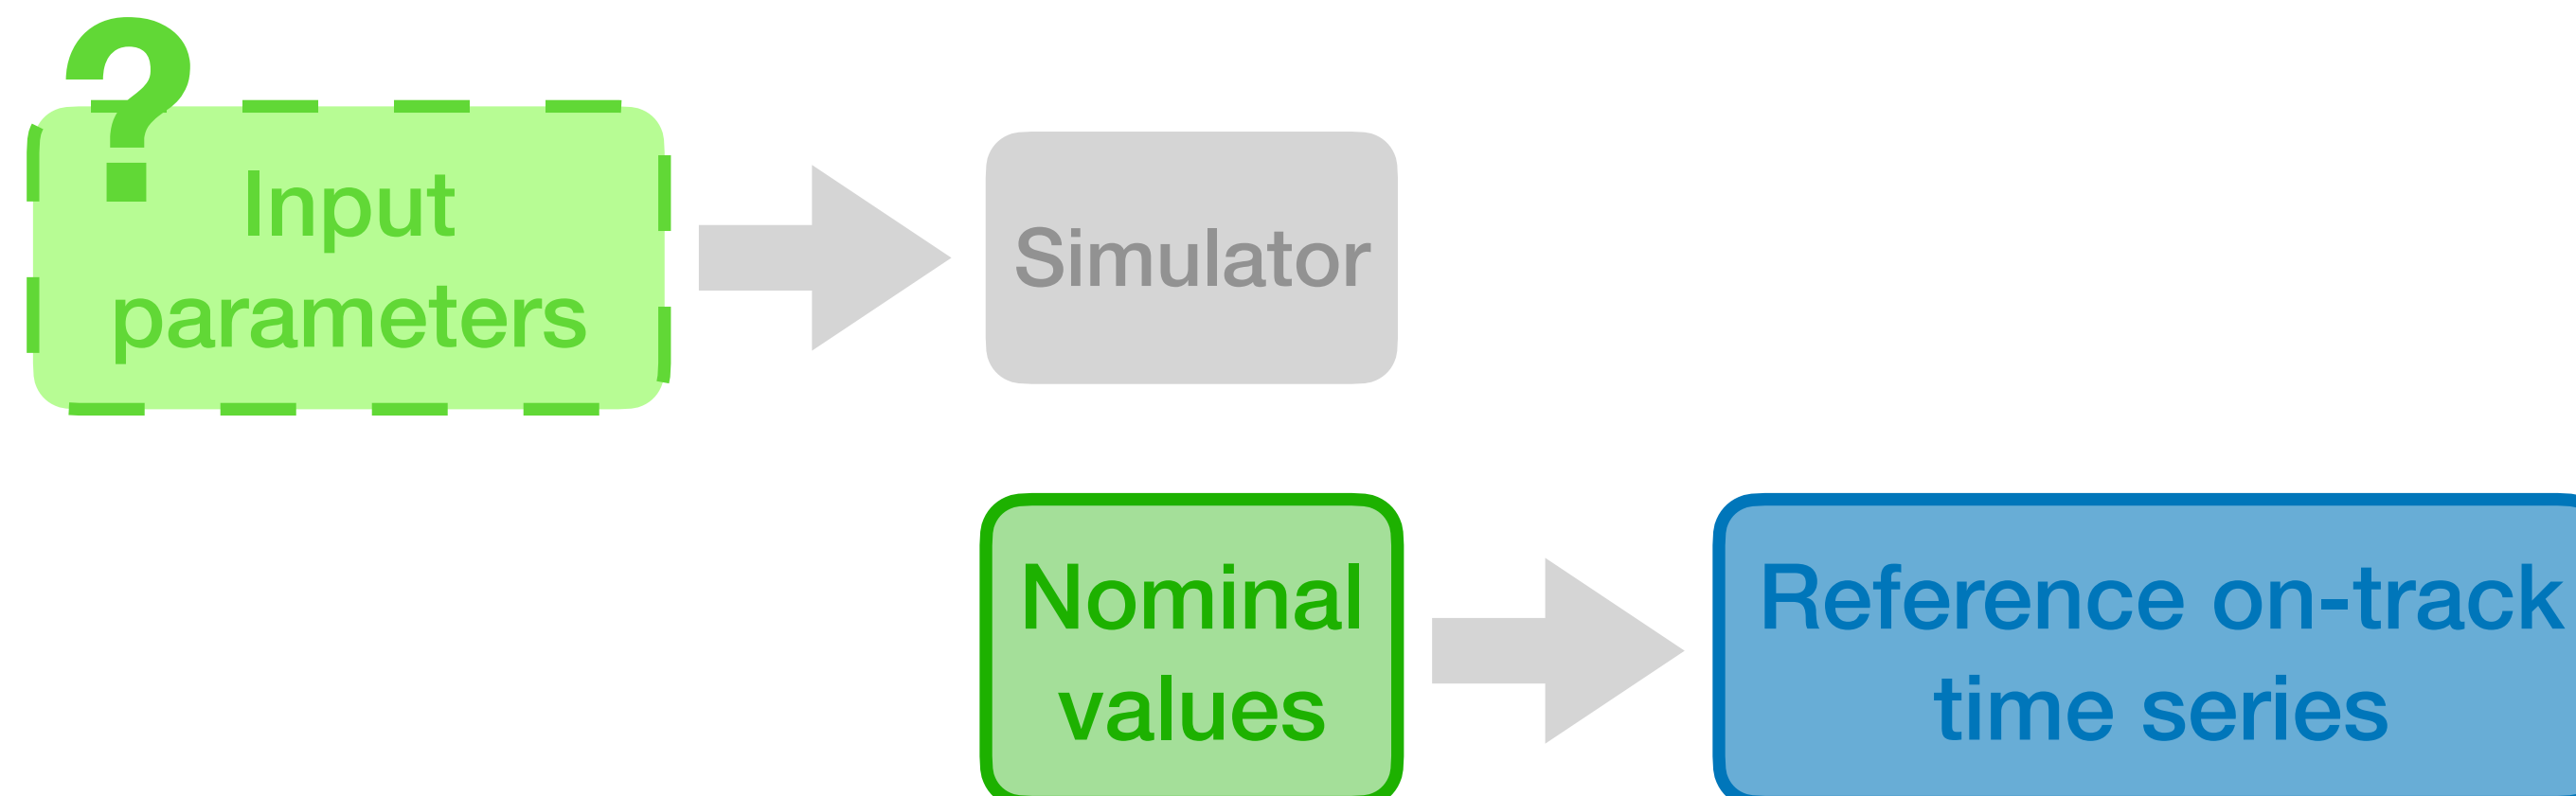 ?
Input
parameters
Simulator
Nominal
values
Reference on-track
time series